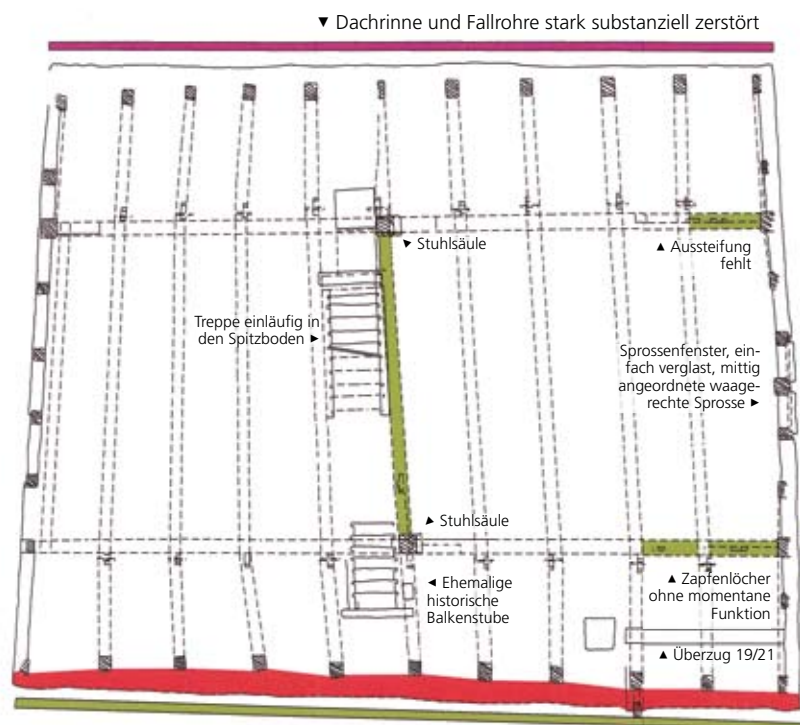 ▼ Dachrinne und Fallrohre stark substanziell zerstört
▲ Stuhlsäule
▲ Aussteifung
fehlt
Treppe einläufig in
den Spitzboden ►
Sprossenfenster, ein-
fach verglast, mittig
angeordnete waage-
rechte Sprosse ►
▲ Stuhlsäule
◄ Ehemalige
historische
Balkenstube
▲ Zapfenlöcher
ohne momentane
Funktion
▲ Überzug 19/21